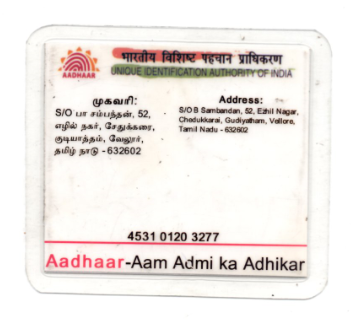 भारतीय विशिष्ट पहचान प्राधिकरण
AADHAAR
UNIQUE IDENTIFICATION AUTHORITY OF INDIA
முகவரி:
S/O பா சம்பந்தன், 52,
எழில் நகர், சேதுக்கரை,
குடியாத்தம், வேலூர்,
தமிழ் நாடு - 632602
Address:
S/O B Sambandan, 52, Ezhil Nagar,
Chedukkarai, Gudiyatham, Vellore,
Tamil Nadu - 632602
4531 0120 3277
Aadhaar-Aam Admi ka Adhikar